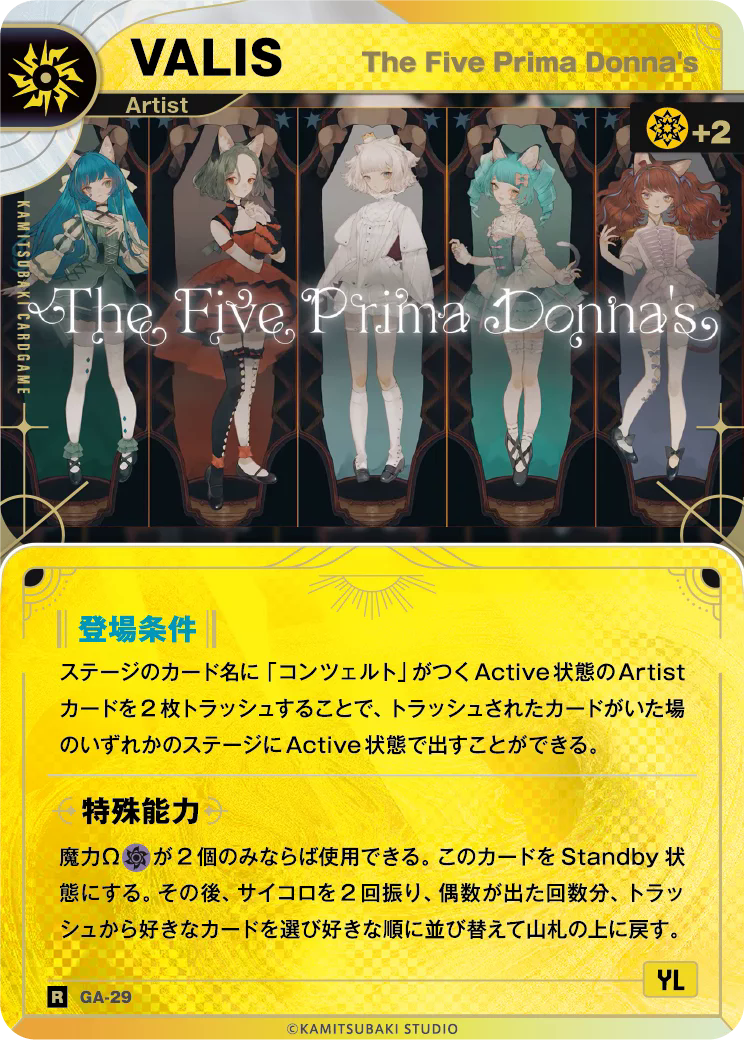 VALIS
The Five Prima Donna's
Artist
+2
KAMITSUBAKI CARDGAME
The Five Prima Donna's
登場条件
ステージのカード名に「コンツェルト」がつくActive状態のArtist
カードを2枚トラッシュすることで、トラッシュされたカードがいた場
のいずれかのステージにActive状態で出すことができる。
特殊能力
魔力Ωが2個のみならば使用できる。このカードをStandby状
態にする。その後、サイコロを2回振り、偶数が出た回数分、トラッ
シュから好きなカードを選び好きな順に並び替えて山札の上に戻す。
YL
R GA-29
©KAMITSUBAKI STUDIO